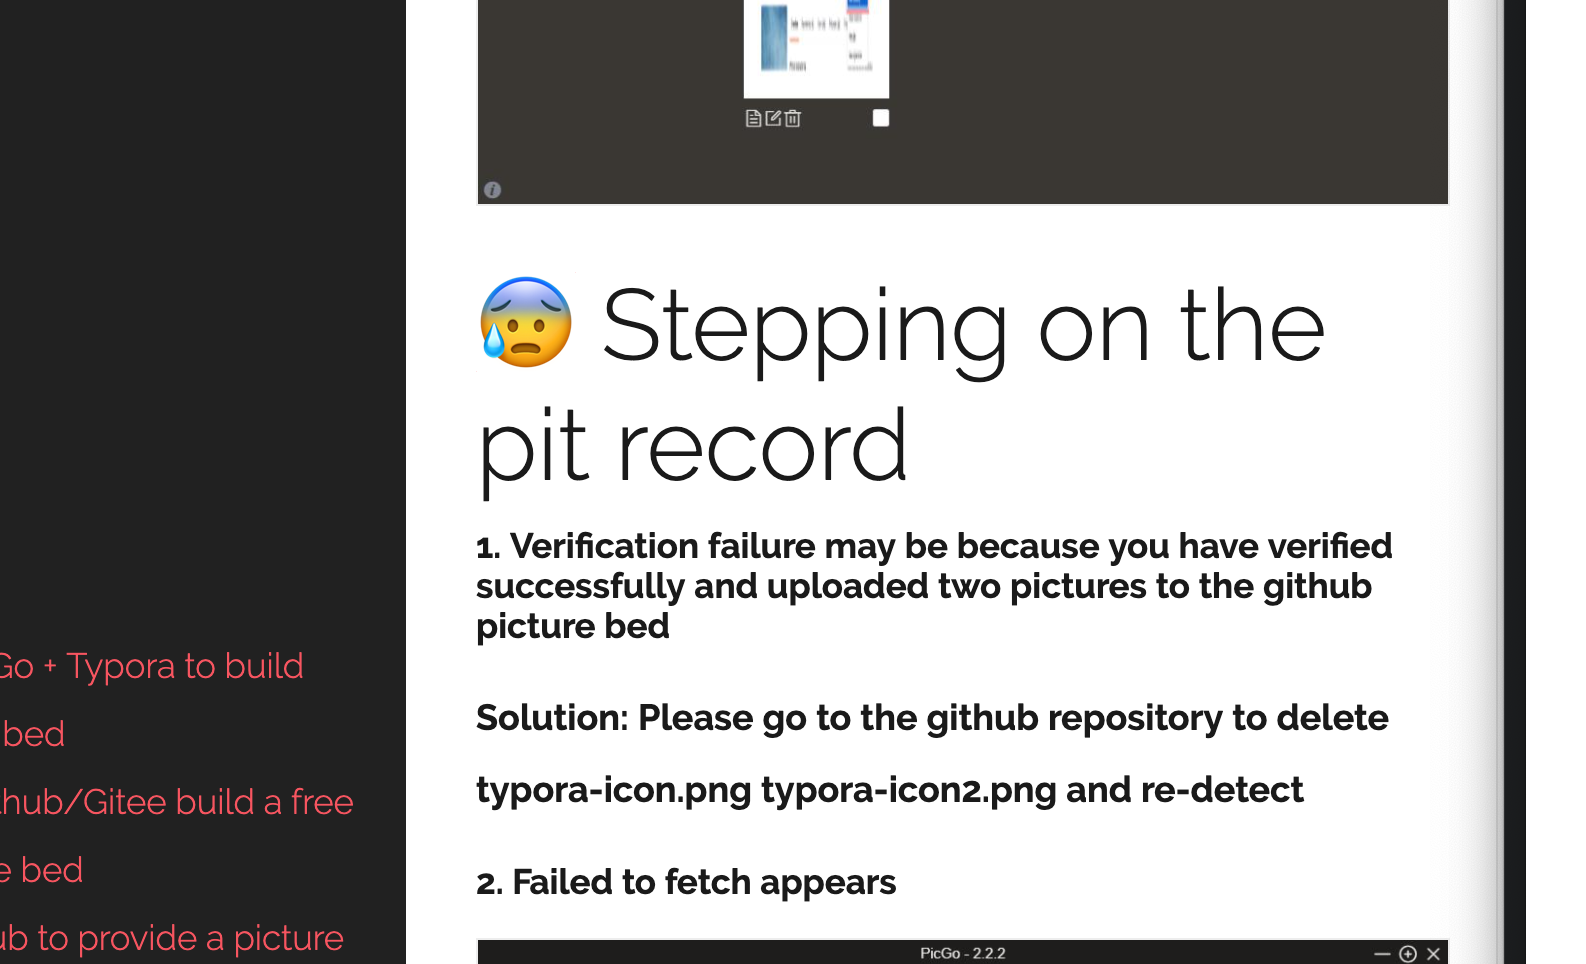 😰 Stepping on the
pit record
1. Verification failure may be because you have verified
successfully and uploaded two pictures to the github
picture bed
Solution: Please go to the github repository to delete
typora-icon.png typora-icon2.png and re-detect
2. Failed to fetch appears
PicGo - 2.2.2
Go + Typora to build
bed
hub/Gitee build a free
e bed
ub to provide a picture